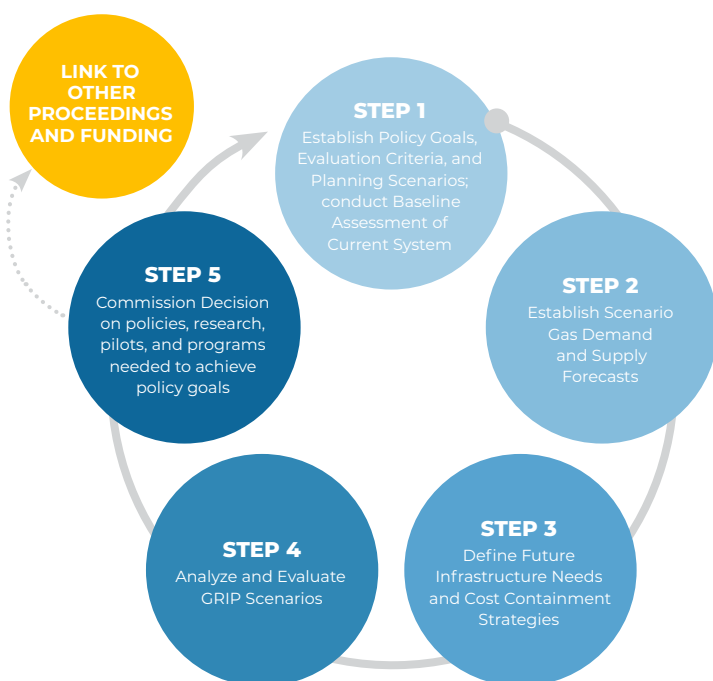 LINK TO
OTHER
PROCEEDINGS
AND FUNDING
STEP 1
Establish Policy Goals,
Evaluation Criteria, and
Planning Scenarios;
conduct Baseline
Assessment of
Current System
STEP 2
Establish Scenario
Gas Demand
and Supply
Forecasts
STEP 3
Define Future
Infrastructure Needs
and Cost Containment
Strategies
STEP 4
Analyze and Evaluate
GRIP Scenarios
STEP 5
Commission Decision
on policies, research,
pilots, and programs
needed to achieve
policy goals